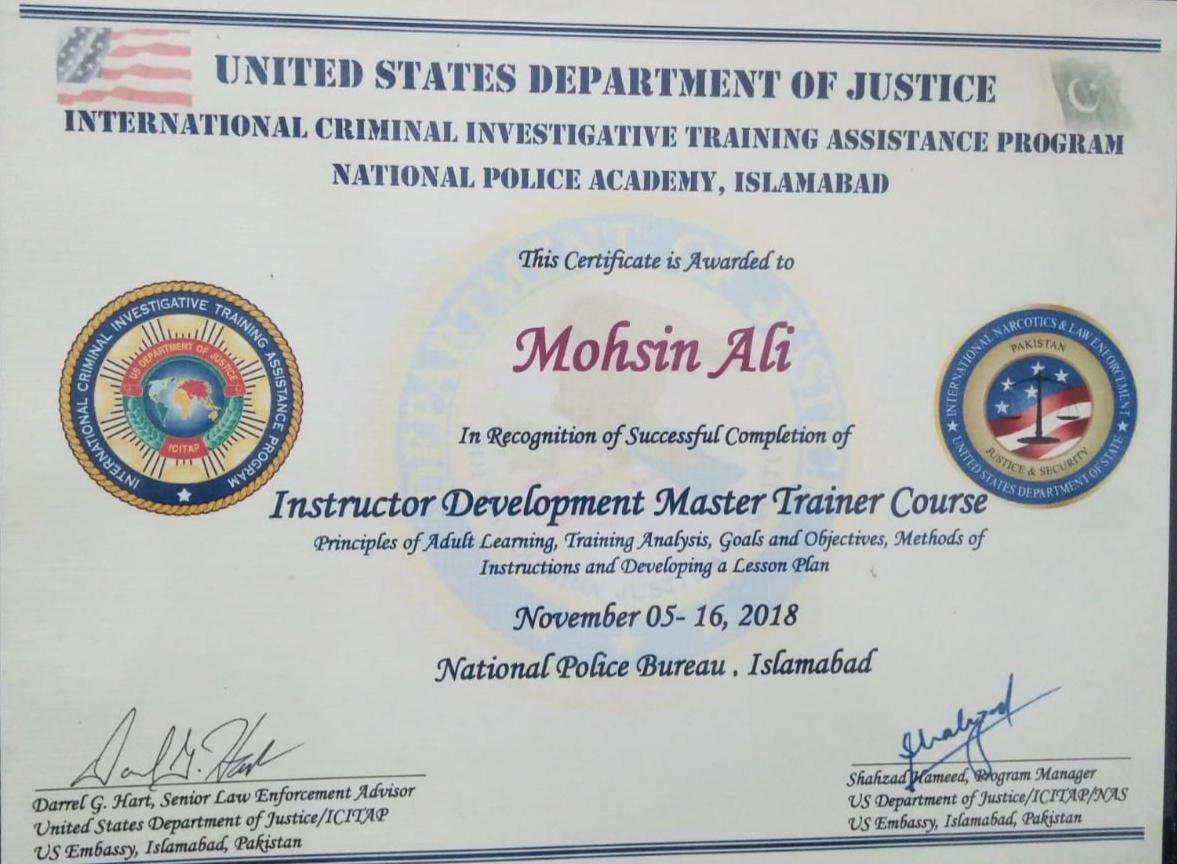 UNITED STATES DEPARTMENT OF JUSTICE
INTERNATIONAL CRIMINAL INVESTIGATIVE TRAINING ASSISTANCE PROGRAM
NATIONAL POLICE ACADEMY, ISLAMABAD
This Certificate is Awarded to
Mohsin Ali
In Recognition of Successful Completion of
INTERNATIONAL CRIMINAL INVESTIGATIVE TRAINING ASSISTANCE PROGRAM
US DEPARTMENT OF JUSTICE
ICITAP
INTERNATIONAL NARCOTICS & LAW ENFORCEMENT
PAKISTAN
JUSTICE & SECURITY
UNITED STATES DEPARTMENT OF STATE
Instructor Development Master Trainer Course
Principles of Adult Learning, Training Analysis, Goals and Objectives, Methods of
Instructions and Developing a Lesson Plan
November 05- 16, 2018
National Police Bureau , Islamabad
DEPARTMENT OF JUSTICE
Darrel G. Hart, Senior Law Enforcement Advisor
United States Department of Justice/ICITAP
US Embassy, Islamabad, Pakistan
Shahzad Hameed, Program Manager
US Department of Justice/ICITAP/NAS
US Embassy, Islamabad, Pakistan